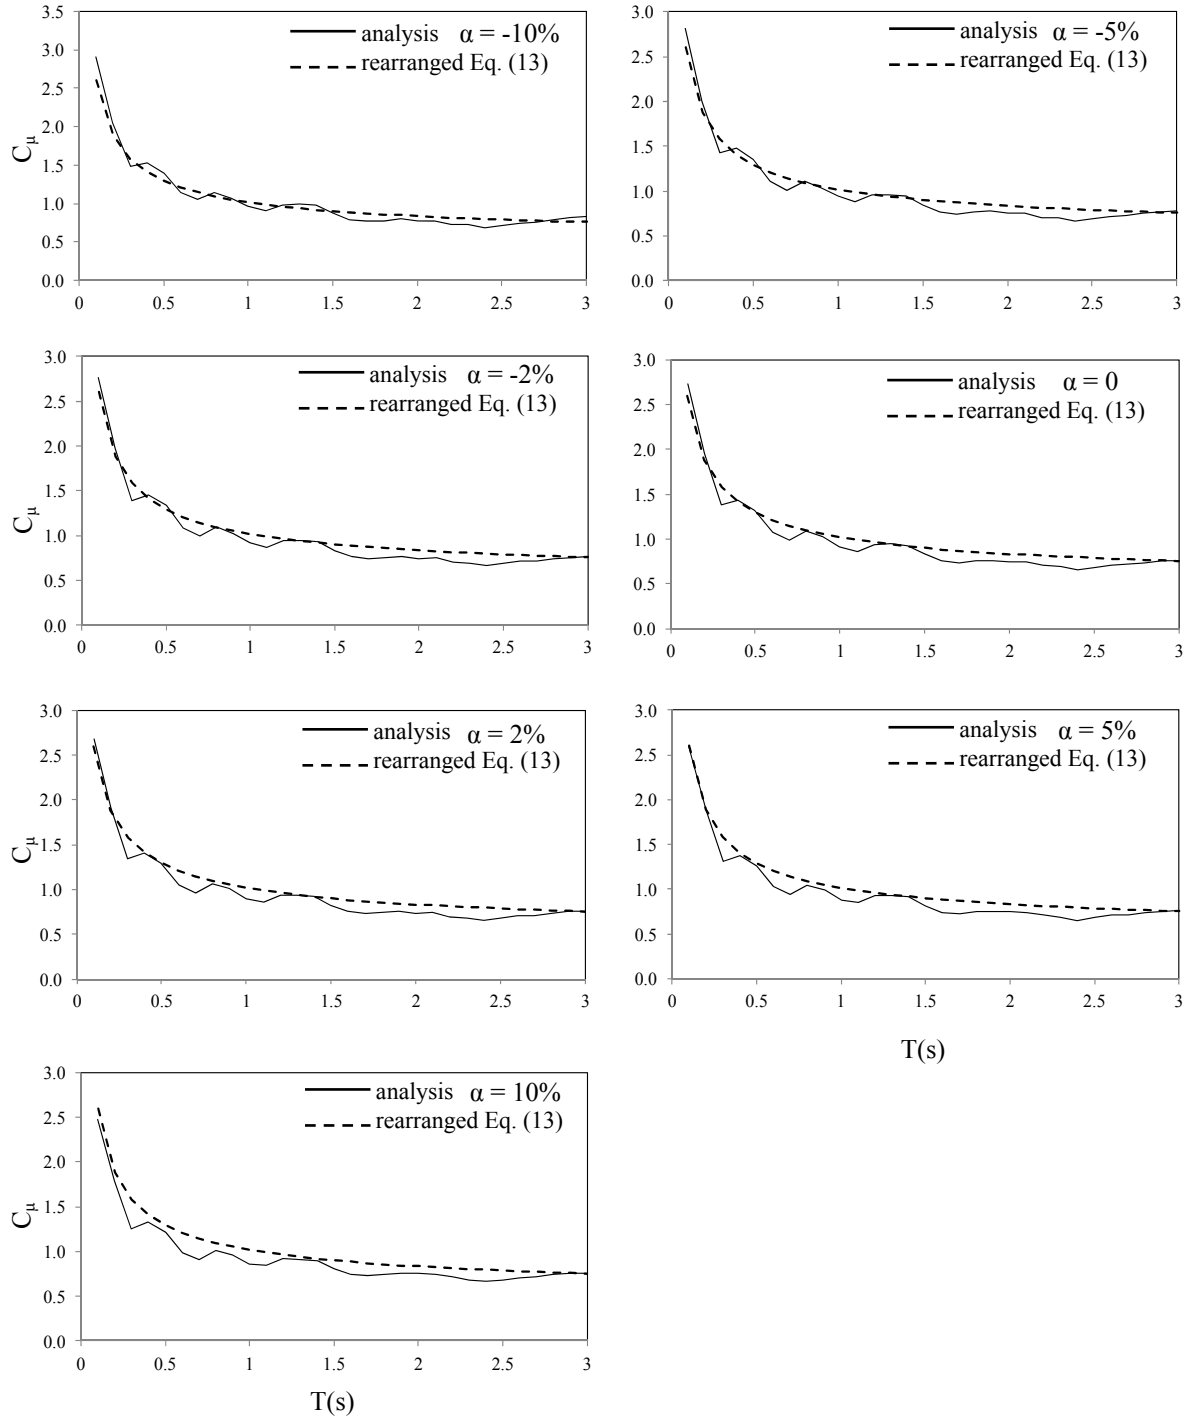 3.5
3.0
2.5
2.0
1.5
1.0
0.5
0.0
Cμ
0 0.5 1 1.5 2 2.5 3
analysis α = -10%
rearranged Eq. (13)
3.0
2.5
2.0
1.5
1.0
0.5
0.0
0 0.5 1 1.5 2 2.5 3
analysis α = -5%
rearranged Eq. (13)
3.0
2.5
2.0
1.5
1.0
0.5
0.0
Cμ
0 0.5 1 1.5 2 2.5 3
analysis α = -2%
rearranged Eq. (13)
3.0
2.5
2.0
1.5
1.0
0.5
0.0
0 0.5 1 1.5 2 2.5 3
analysis α = 0
rearranged Eq. (13)
3.0
2.5
2.0
1.5
1.0
0.5
0.0
Cμ
0 0.5 1 1.5 2 2.5 3
analysis α = 2%
rearranged Eq. (13)
3.0
2.5
2.0
1.5
1.0
0.5
0.0
0 0.5 1 1.5 2 2.5 3
analysis α = 5%
rearranged Eq. (13)
T(s)
3.0
2.5
2.0
1.5
1.0
0.5
0.0
Cμ
0 0.5 1 1.5 2 2.5 3
analysis α = 10%
rearranged Eq. (13)
T(s)